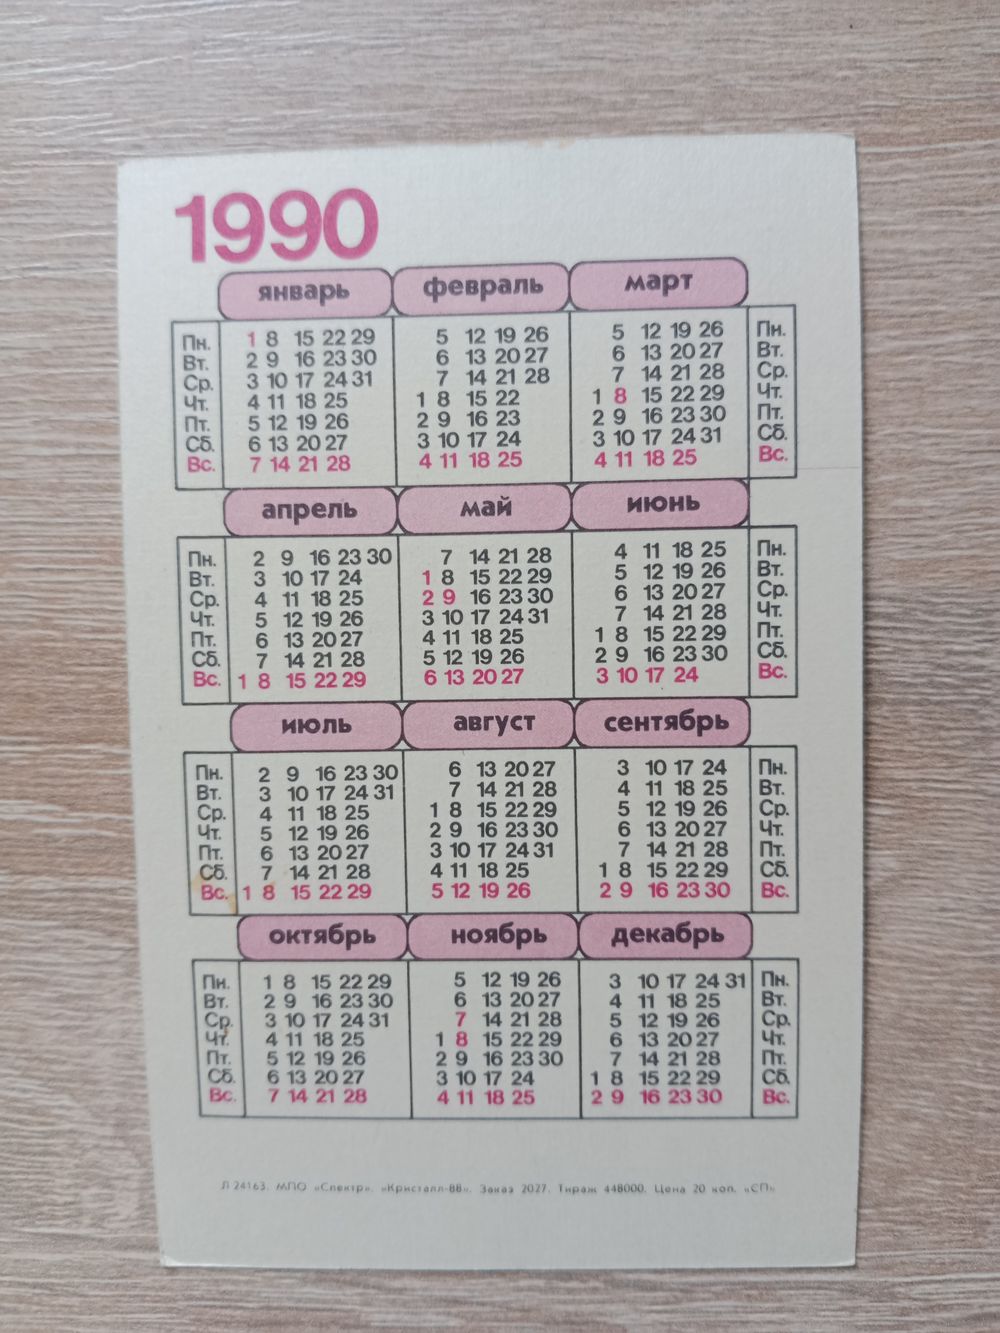 1990
январь февраль март
Пн. 1 8 15 22 29 5 12 19 26 5 12 19 26 Пн.
Вт. 2 9 16 23 30 6 13 20 27 6 13 20 27 Вт.
Ср. 3 10 17 24 31 7 14 21 28 7 14 21 28 Ср.
Чт. 4 11 18 25 1 8 15 22 1 8 15 22 29 Чт.
Пт. 5 12 19 26 2 9 16 23 2 9 16 23 30 Пт.
Сб. 6 13 20 27 3 10 17 24 3 10 17 24 31 Сб.
Вс. 7 14 21 28 4 11 18 25 4 11 18 25 Вс.
апрель май июнь
Пн. 2 9 16 23 30 7 14 21 28 4 11 18 25 Пн.
Вт. 3 10 17 24 1 8 15 22 29 5 12 19 26 Вт.
Ср. 4 11 18 25 2 9 16 23 30 6 13 20 27 Ср.
Чт. 5 12 19 26 3 10 17 24 31 7 14 21 28 Чт.
Пт. 6 13 20 27 4 11 18 25 1 8 15 22 29 Пт.
Сб. 7 14 21 28 5 12 19 26 2 9 16 23 30 Сб.
Вс. 1 8 15 22 29 6 13 20 27 3 10 17 24 Вс.
июль август сентябрь
Пн. 2 9 16 23 30 6 13 20 27 3 10 17 24 Пн.
Вт. 3 10 17 24 31 7 14 21 28 4 11 18 25 Вт.
Ср. 4 11 18 25 1 8 15 22 29 5 12 19 26 Ср.
Чт. 5 12 19 26 2 9 16 23 30 6 13 20 27 Чт.
Пт. 6 13 20 27 3 10 17 24 31 7 14 21 28 Пт.
Сб. 7 14 21 28 4 11 18 25 1 8 15 22 29 Сб.
Вс. 1 8 15 22 29 5 12 19 26 2 9 16 23 30 Вс.
октябрь ноябрь декабрь
Пн. 1 8 15 22 29 5 12 19 26 3 10 17 24 31 Пн.
Вт. 2 9 16 23 30 6 13 20 27 4 11 18 25 Вт.
Ср. 3 10 17 24 31 7 14 21 28 5 12 19 26 Ср.
Чт. 4 11 18 25 1 8 15 22 29 6 13 20 27 Чт.
Пт. 5 12 19 26 2 9 16 23 30 7 14 21 28 Пт.
Сб. 6 13 20 27 3 10 17 24 1 8 15 22 29 Сб.
Вс. 7 14 21 28 4 11 18 25 2 9 16 23 30 Вс.
Л 24163. МПО «Спектр». «Кристалл-88». Заказ 2027. Тираж 448000. Цена 20 коп. «СП»